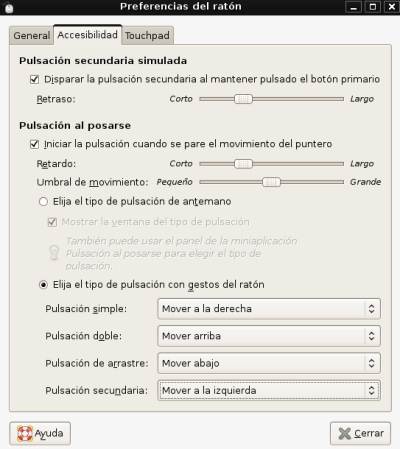 Preferencias del ratón
General Accesibilidad Touchpad
Pulsación secundaria simulada
Disparar la pulsación secundaria al mantener pulsado el botón primario
Retraso: Corto Largo
Pulsación al posarse
Iniciar la pulsación cuando se pare el movimiento del puntero
Retardo: Corto Largo
Umbral de movimiento: Pequeño Grande
Elija el tipo de pulsación de antemano
Mostrar la ventana del tipo de pulsación
También puede usar el panel de la miniaplicación
Pulsación al posarse para elegir el tipo de
pulsación.
Elija el tipo de pulsación con gestos del ratón
Pulsación simple: Mover a la derecha
Pulsación doble: Mover arriba
Pulsación de arrastre: Mover abajo
Pulsación secundaria: Mover a la izquierda
Ayuda Cerrar